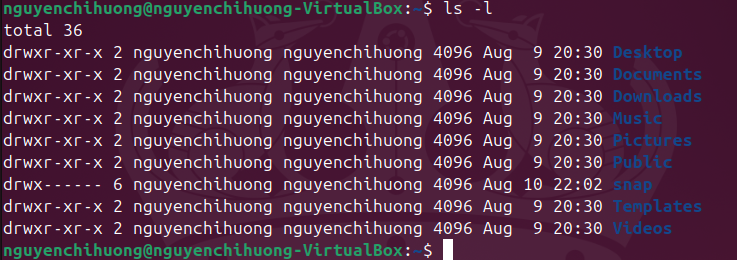 nguyenchihuong@nguyenchihuong-VirtualBox:~$ ls -l
total 36
drwxr-xr-x 2 nguyenchihuong nguyenchihuong 4096 Aug  9 20:30 Desktop
drwxr-xr-x 2 nguyenchihuong nguyenchihuong 4096 Aug  9 20:30 Documents
drwxr-xr-x 2 nguyenchihuong nguyenchihuong 4096 Aug  9 20:30 Downloads
drwxr-xr-x 2 nguyenchihuong nguyenchihuong 4096 Aug  9 20:30 Music
drwxr-xr-x 2 nguyenchihuong nguyenchihuong 4096 Aug  9 20:30 Pictures
drwxr-xr-x 2 nguyenchihuong nguyenchihuong 4096 Aug  9 20:30 Public
drwx------ 6 nguyenchihuong nguyenchihuong 4096 Aug 10 22:02 snap
drwxr-xr-x 2 nguyenchihuong nguyenchihuong 4096 Aug  9 20:30 Templates
drwxr-xr-x 2 nguyenchihuong nguyenchihuong 4096 Aug  9 20:30 Videos
nguyenchihuong@nguyenchihuong-VirtualBox:~$